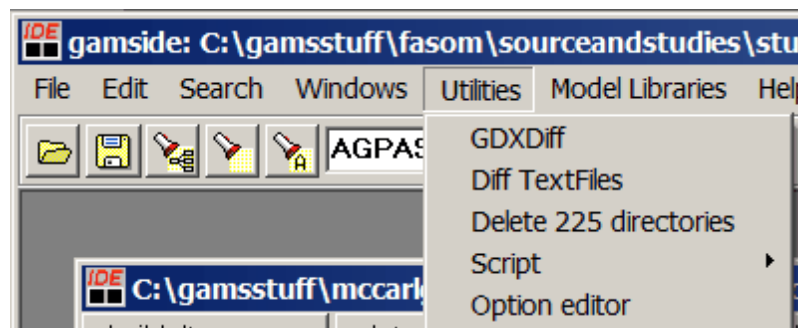 IDE gamside: C:\gamsstuff\fasom\sourceandstudies\stu
File Edit Search Windows Utilities Model Libraries Hel
A AGPAS
GDXDiff
Diff TextFiles
Delete 225 directories
Script
IDE C:\gamsstuff\mccarl
Option editor